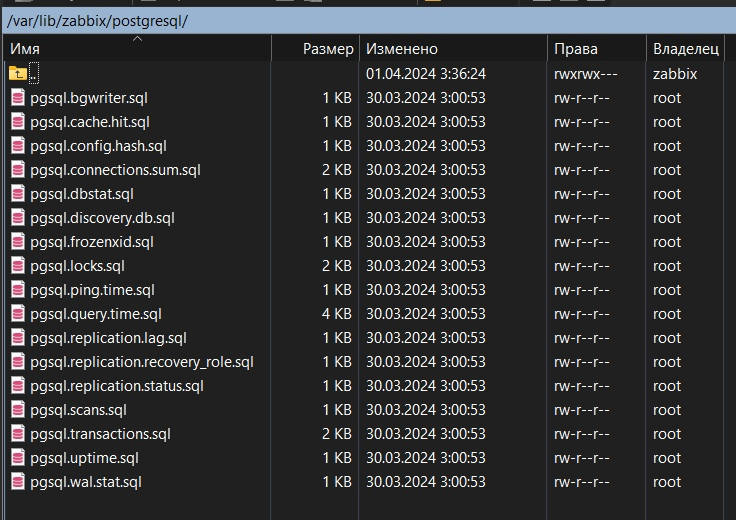 /var/lib/zabbix/postgresql/
Имя Размер Изменено Права Владелец
.. 01.04.2024 3:36:24 rwxrwx--- zabbix
pgsql.bgwriter.sql 1 KB 30.03.2024 3:00:53 rw-r--r-- root
pgsql.cache.hit.sql 1 KB 30.03.2024 3:00:53 rw-r--r-- root
pgsql.config.hash.sql 1 KB 30.03.2024 3:00:53 rw-r--r-- root
pgsql.connections.sum.sql 2 KB 30.03.2024 3:00:53 rw-r--r-- root
pgsql.dbstat.sql 1 KB 30.03.2024 3:00:53 rw-r--r-- root
pgsql.discovery.db.sql 1 KB 30.03.2024 3:00:53 rw-r--r-- root
pgsql.frozenxid.sql 1 KB 30.03.2024 3:00:53 rw-r--r-- root
pgsql.locks.sql 2 KB 30.03.2024 3:00:53 rw-r--r-- root
pgsql.ping.time.sql 1 KB 30.03.2024 3:00:53 rw-r--r-- root
pgsql.query.time.sql 4 KB 30.03.2024 3:00:53 rw-r--r-- root
pgsql.replication.lag.sql 1 KB 30.03.2024 3:00:53 rw-r--r-- root
pgsql.replication.recovery_role.sql 1 KB 30.03.2024 3:00:53 rw-r--r-- root
pgsql.replication.status.sql 1 KB 30.03.2024 3:00:53 rw-r--r-- root
pgsql.scans.sql 1 KB 30.03.2024 3:00:53 rw-r--r-- root
pgsql.transactions.sql 2 KB 30.03.2024 3:00:53 rw-r--r-- root
pgsql.uptime.sql 1 KB 30.03.2024 3:00:53 rw-r--r-- root
pgsql.wal.stat.sql 1 KB 30.03.2024 3:00:53 rw-r--r-- root